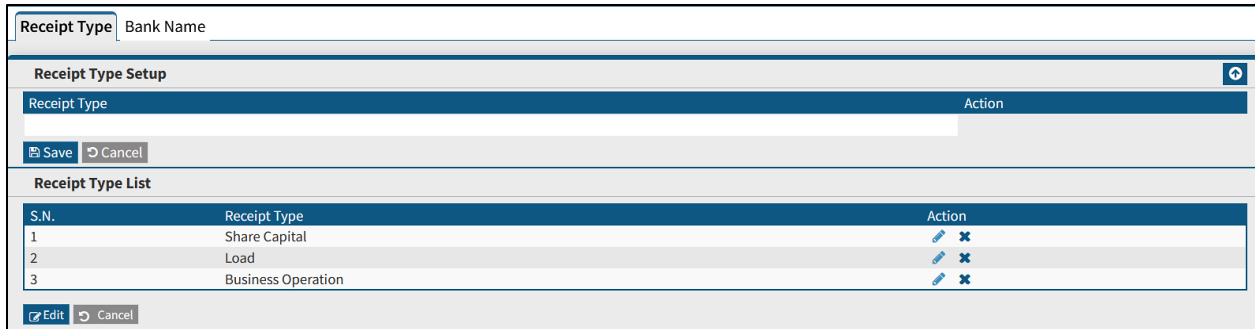 Receipt Type Bank Name
Receipt Type Setup
Receipt Type Action
Save Cancel
Receipt Type List
S.N. Receipt Type Action
1 Share Capital
2 Load
3 Business Operation
Edit Cancel